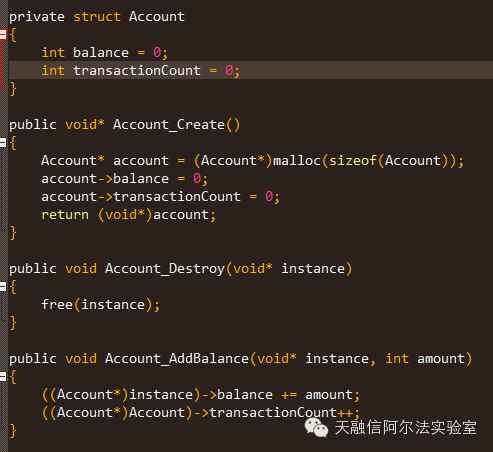 private struct Account
{
    int balance = 0;
    int transactionCount = 0;
}
public void* Account_Create()
{
    Account* account = (Account*)malloc(sizeof(Account));
    account->balance = 0;
    account->transactionCount = 0;
    return (void*)account;
}
public void Account_Destroy(void* instance)
{
    free(instance);
}
public void Account_AddBalance(void* instance, int amount)
{
    ((Account*)instance)->balance += amount;
    ((Account*)Account)->transactionCount++;
}
天融信阿尔法实验室